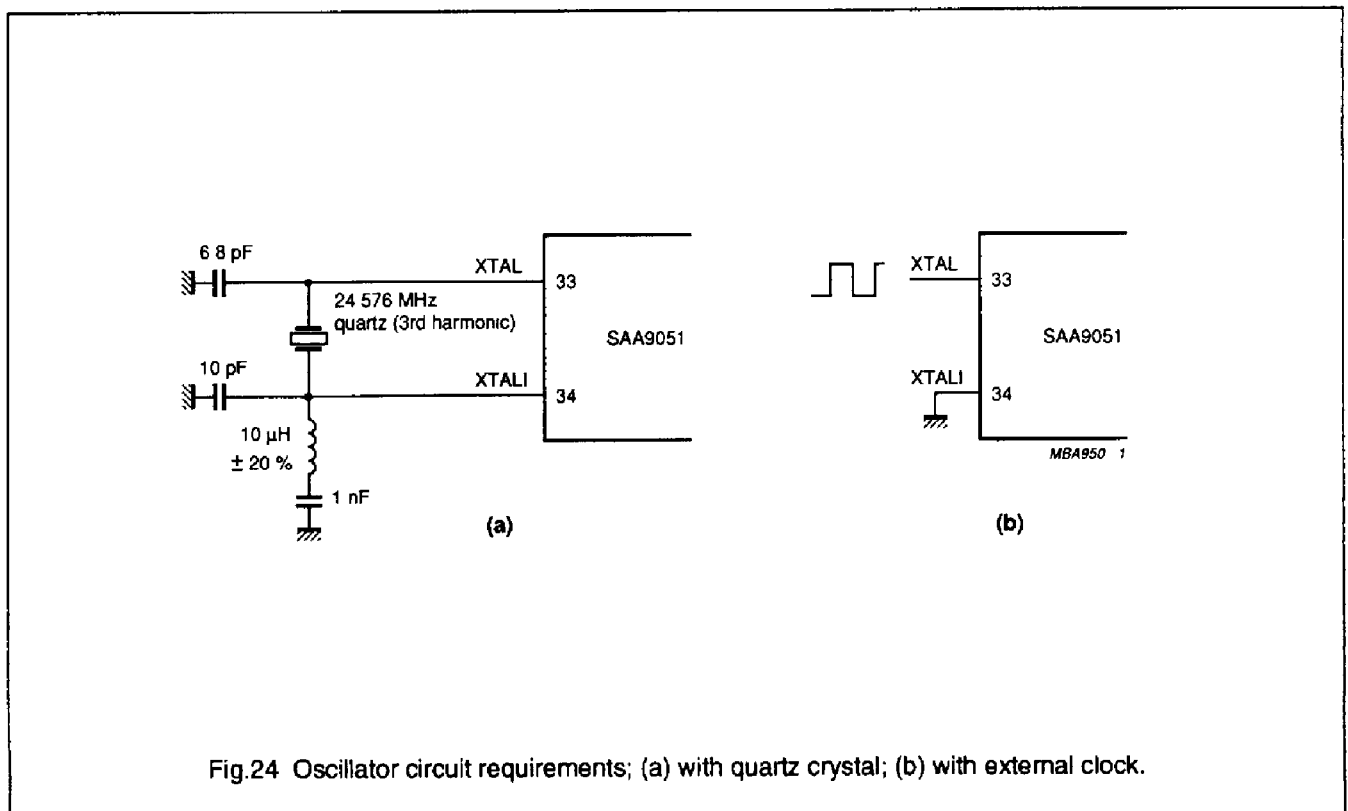 6 8 pF
XTAL
33
24 576 MHz
quartz (3rd harmonic)
SAA9051
10 pF
XTALI
34
10 µH
± 20 %
1 nF
(a)
XTAL
33
SAA9051
XTALI
34
MBA950 1
(b)
Fig.24 Oscillator circuit requirements; (a) with quartz crystal; (b) with external clock.